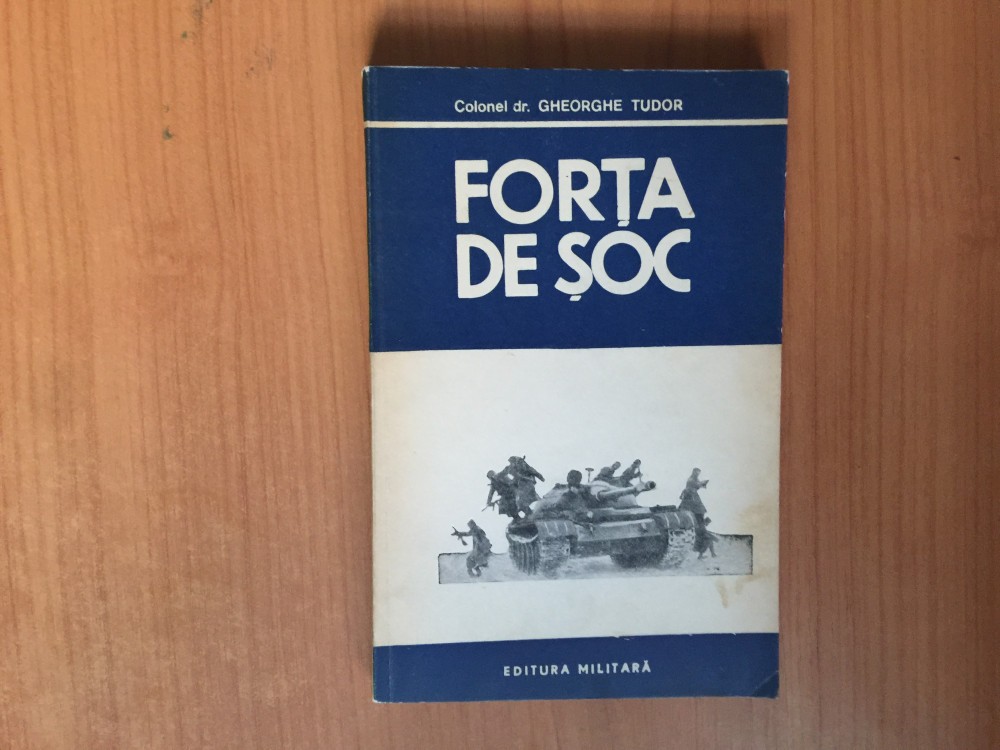 Colonel dr. GHEORGHE TUDOR
FORȚA
DE ȘOC
EDITURA MILITARĂ